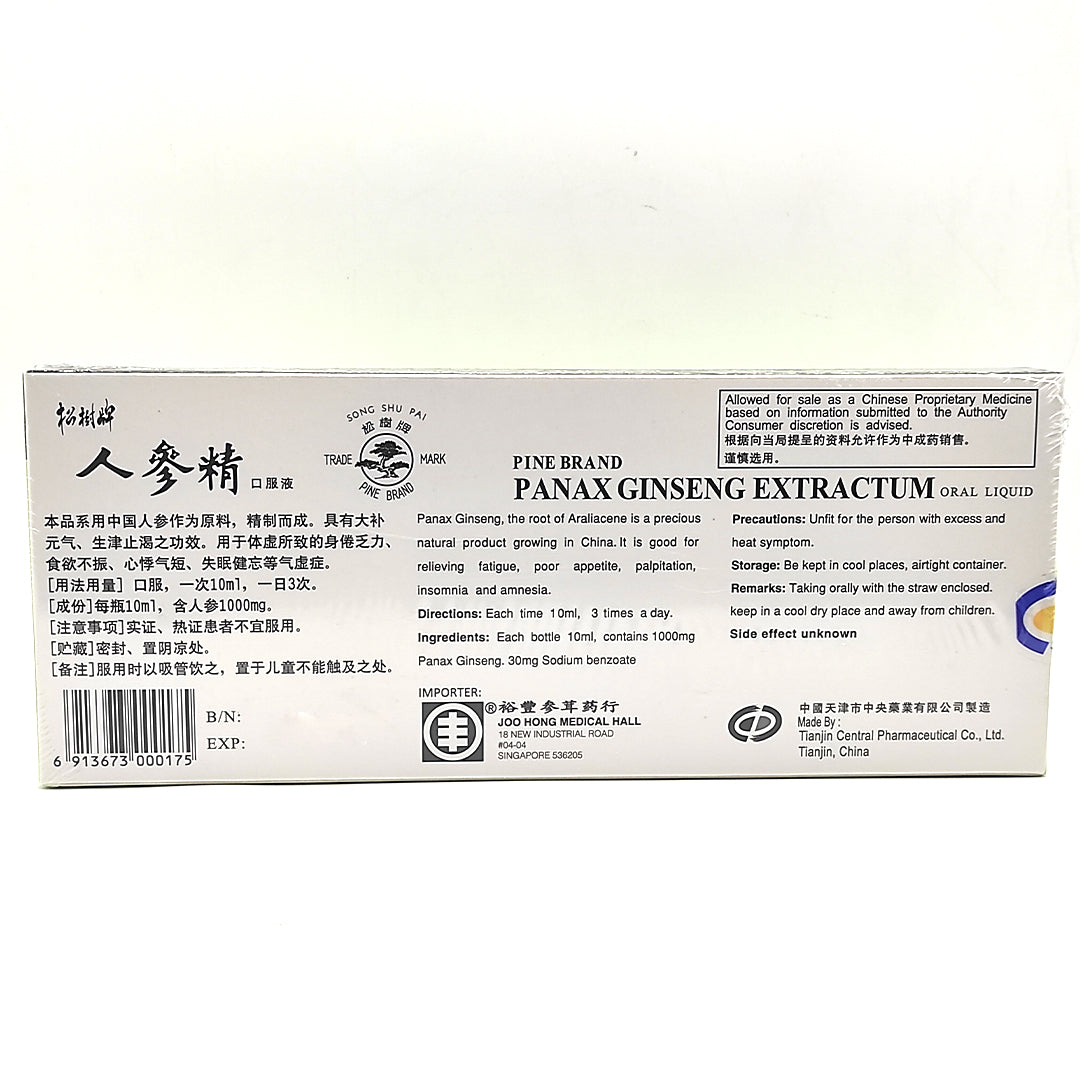 松樹牌
人參精 口服液
SONG SHU PAI
松樹牌
TRADE MARK
PINE BRAND
PINE BRAND
PANAX GINSENG EXTRACTUM ORAL LIQUID
Allowed for sale as a Chinese Proprietary Medicine
based on information submitted to the Authority
Consumer discretion is advised.
根据向当局提呈的资料允许作为中成药销售。
谨慎选用。
本品系用中国人参作为原料，精制而成。具有大补
元气、生津止渴之功效。用于体虚所致的身倦乏力、
食欲不振、心悸气短、失眠健忘等气虚症。
[用法用量] 口服，一次10ml，一日3次。
[成份]每瓶10ml，含人参1000mg。
[注意事项]实证、热证患者不宜服用。
[贮藏]密封、置阴凉处。
[备注]服用时以吸管饮之，置于儿童不能触及之处。
6 913673 000175
B/N:
EXP:
Panax Ginseng, the root of Araliacene is a precious
natural product growing in China. It is good for
relieving fatigue, poor appetite, palpitation,
insomnia and amnesia.
Directions: Each time 10ml, 3 times a day.
Ingredients: Each bottle 10ml, contains 1000mg
Panax Ginseng. 30mg Sodium benzoate
IMPORTER:
®裕豐参茸药行
JOO HONG MEDICAL HALL
18 NEW INDUSTRIAL ROAD
#04-04
SINGAPORE 536205
Precautions: Unfit for the person with excess and
heat symptom.
Storage: Be kept in cool places, airtight container.
Remarks: Taking orally with the straw enclosed.
keep in a cool dry place and away from children.
Side effect unknown
中國天津市中央藥業有限公司製造
Made By :
Tianjin Central Pharmaceutical Co., Ltd.
Tianjin, China